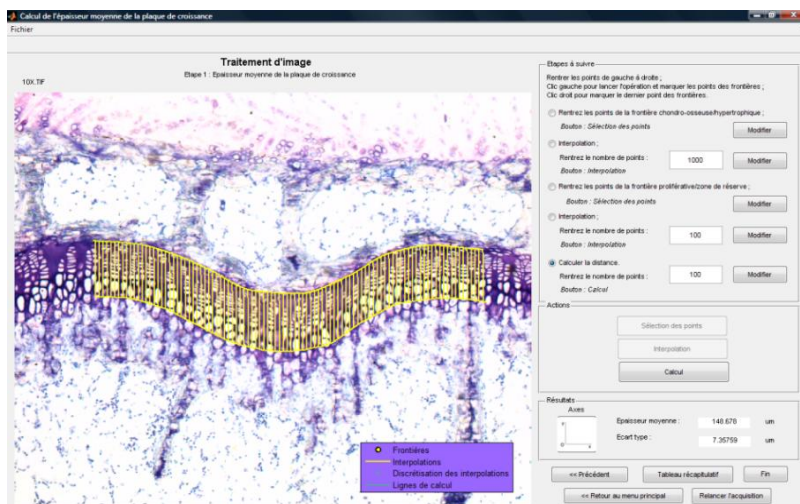 Calcul de l'épaisseur moyenne de la plaque de croissance
Fichier
Traitement d'image
Etape 1 : Epaisseur moyenne de la plaque de croissance
10X.TIF
Frontières
Interpolations
Discrétisation des interpolations
Lignes de calcul
Etapes à suivre
Rentrer les points de gauche à droite ;
Clic gauche pour lancer l'opération et marquer les points des frontières ;
Clic droit pour marquer le dernier point des frontières.
Rentrez les points de la frontière chondro-osseuse/hypertrophique ;
Bouton : Sélection des points
Modifier
Interpolation ;
Rentrez le nombre de points :
1000
Modifier
Bouton : Interpolation
Rentrez les points de la frontière proliférative/zone de réserve ;
Bouton : Sélection des points
Modifier
Interpolation ;
Rentrez le nombre de points :
100
Modifier
Bouton : Interpolation
Calculer la distance.
Rentrez le nombre de points :
100
Modifier
Bouton : Calcul
Actions
Sélection des points
Interpolation
Calcul
Résultats
Axes
Epaisseur moyenne :
148.678
um
Ecart type :
7.35759
um
<< Précédent
Tableau récapitulatif
Fin
<< Retour au menu principal
Relancer l'acquisition